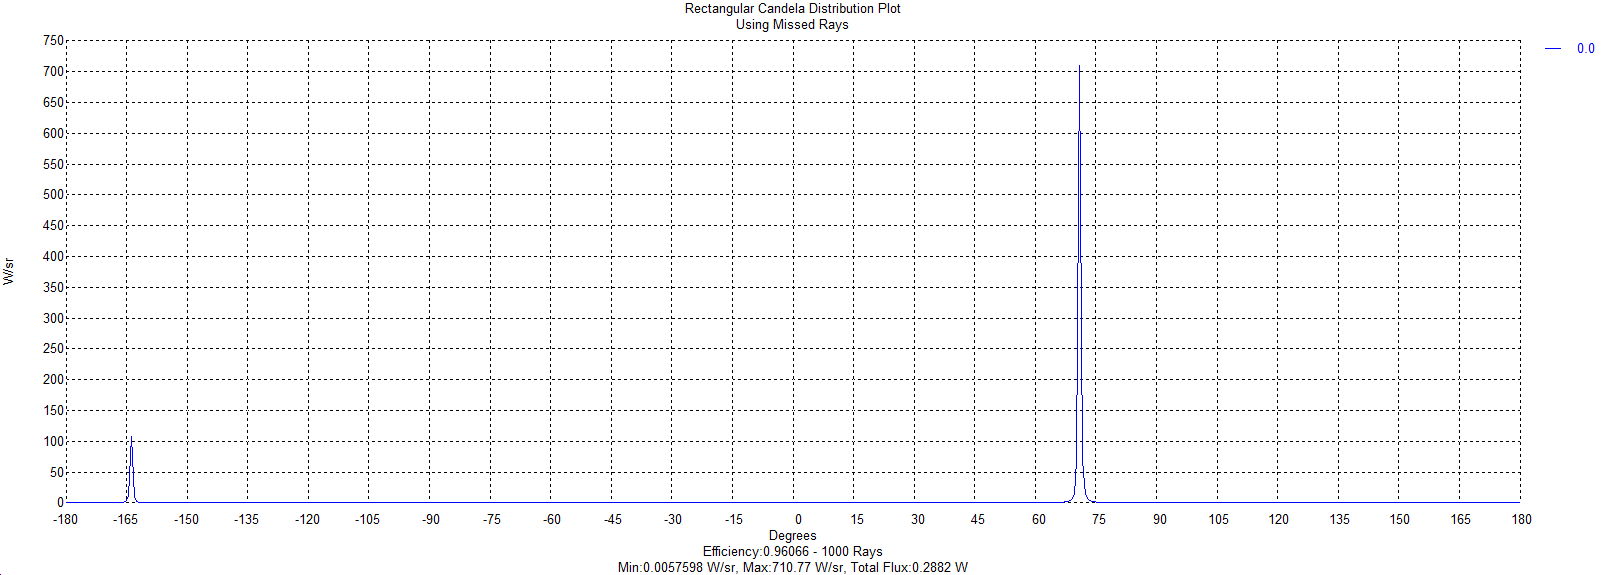 Rectangular Candela Distribution Plot
Using Missed Rays
0.0
750
700
650
600
550
500
450
400
350
300
250
200
150
100
50
0
W/sr
-180 -165 -150 -135 -120 -105 -90 -75 -60 -45 -30 -15 0 15 30 45 60 75 90 105 120 135 150 165 180
Degrees
Efficiency:0.96066 - 1000 Rays
Min:0.0057598 W/sr, Max:710.77 W/sr, Total Flux:0.2882 W